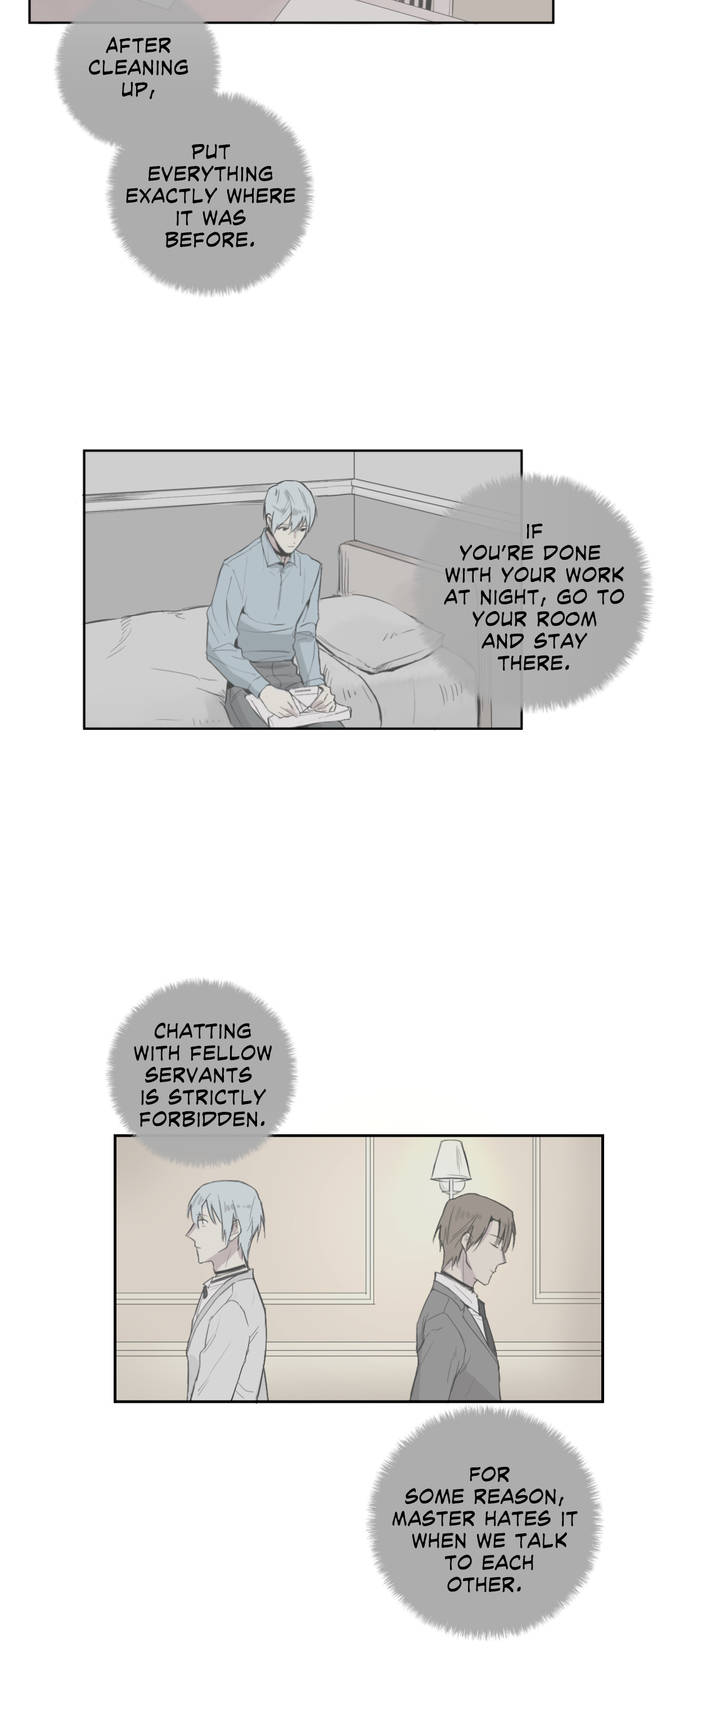 AFTER
CLEANING
UP,
PUT
EVERYTHING
EXACTLY WHERE
IT WAS
BEFORE.
IF
YOU'RE DONE
WITH YOUR WORK
AT NIGHT, GO TO
YOUR ROOM
AND STAY
THERE.
CHATTING
WITH FELLOW
SERVANTS
IS STRICTLY
FORBIDDEN.
FOR
SOME REASON,
MASTER HATES IT
WHEN WE TALK
TO EACH
OTHER.